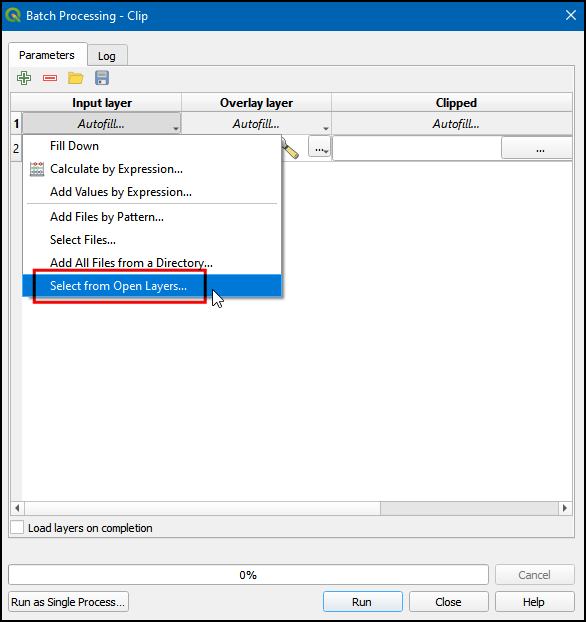 Batch Processing - Clip
Parameters Log
Input layer Overlay layer Clipped
1 Autofill... Autofill... Autofill...
2 ... ...
Fill Down
Calculate by Expression...
Add Values by Expression...
Add Files by Pattern...
Select Files...
Add All Files from a Directory...
Select from Open Layers...
Load layers on completion
0% Cancel
Run as Single Process... Run Close Help